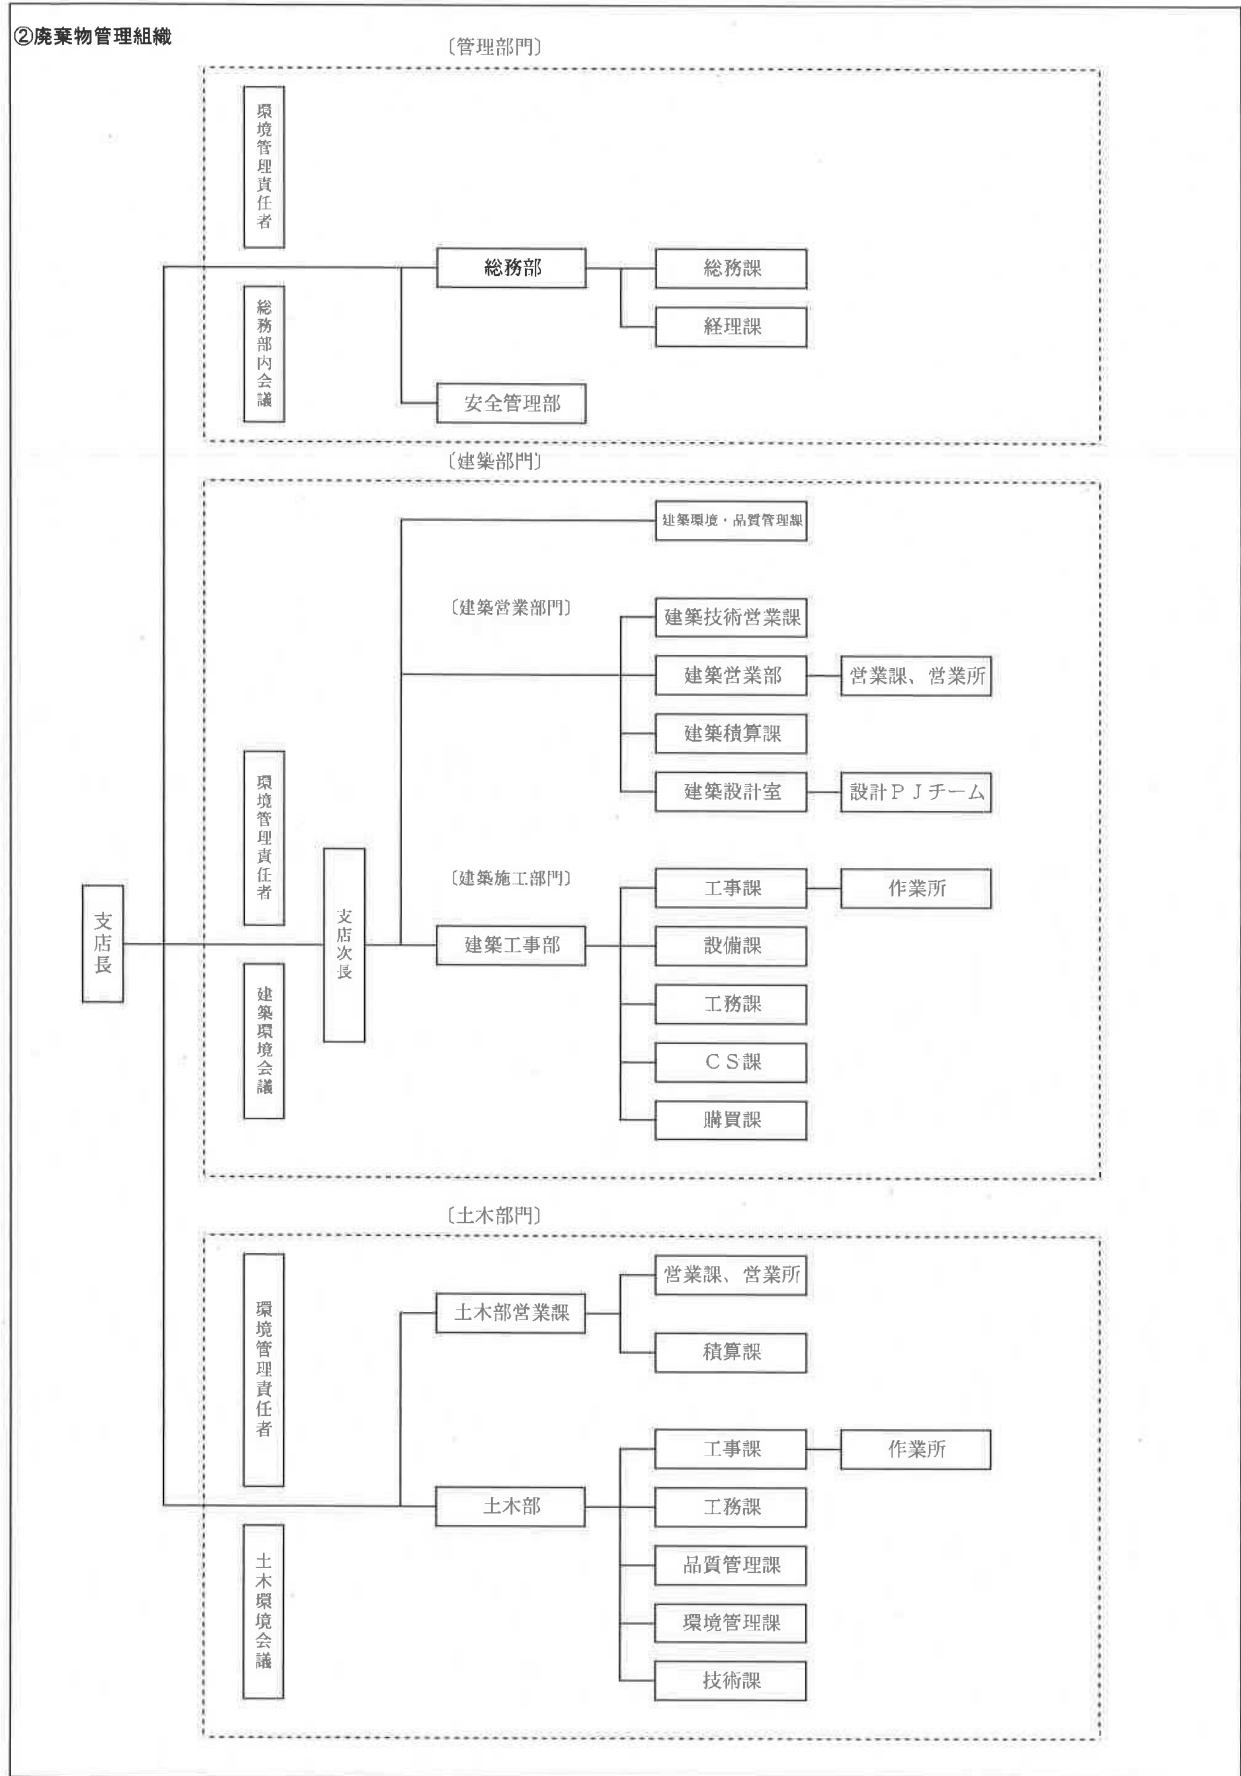 ②廃棄物管理組織
〔管理部門〕
環境管理責任者
総務部
総務課
経理課
総務部内会議
安全管理部
〔建築部門〕
建築環境・品質管理課
〔建築営業部門〕
建築技術営業課
建築営業部
営業課、営業所
建築積算課
建築設計室
設計ＰＪチーム
環境管理責任者
〔建築施工部門〕
支店長
支店次長
建築工事部
工事課
作業所
設備課
工務課
ＣＳ課
購買課
建築環境会議
〔土木部門〕
環境管理責任者
土木部営業課
営業課、営業所
積算課
土木部
工事課
作業所
工務課
品質管理課
環境管理課
技術課
土木環境会議